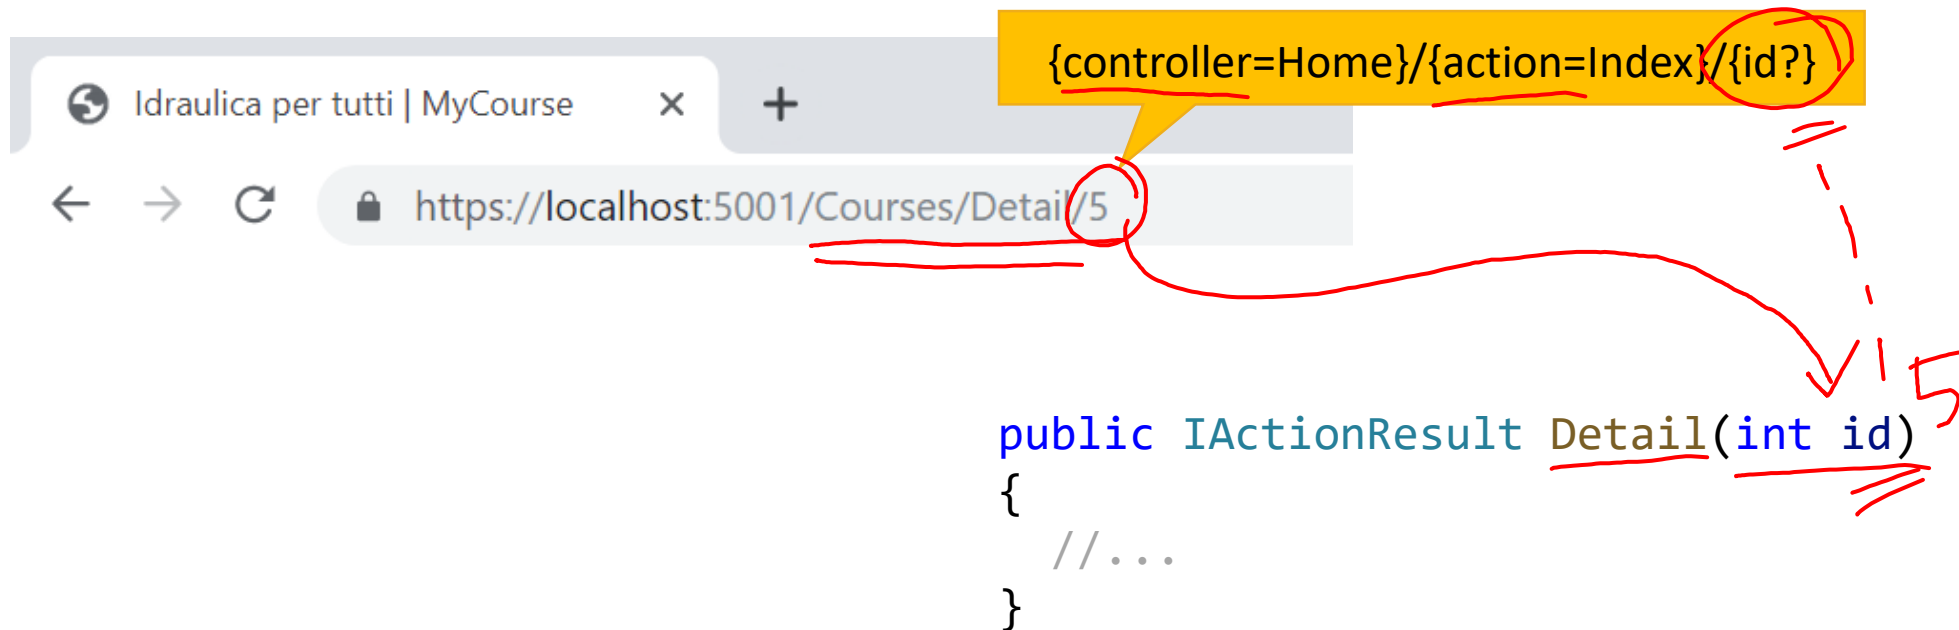 {controller=Home}/{action=Index}/{id?}
Idraulica per tutti | MyCourse
https://localhost:5001/Courses/Detail/5
5
public IActionResult Detail(int id)
{
//...
}